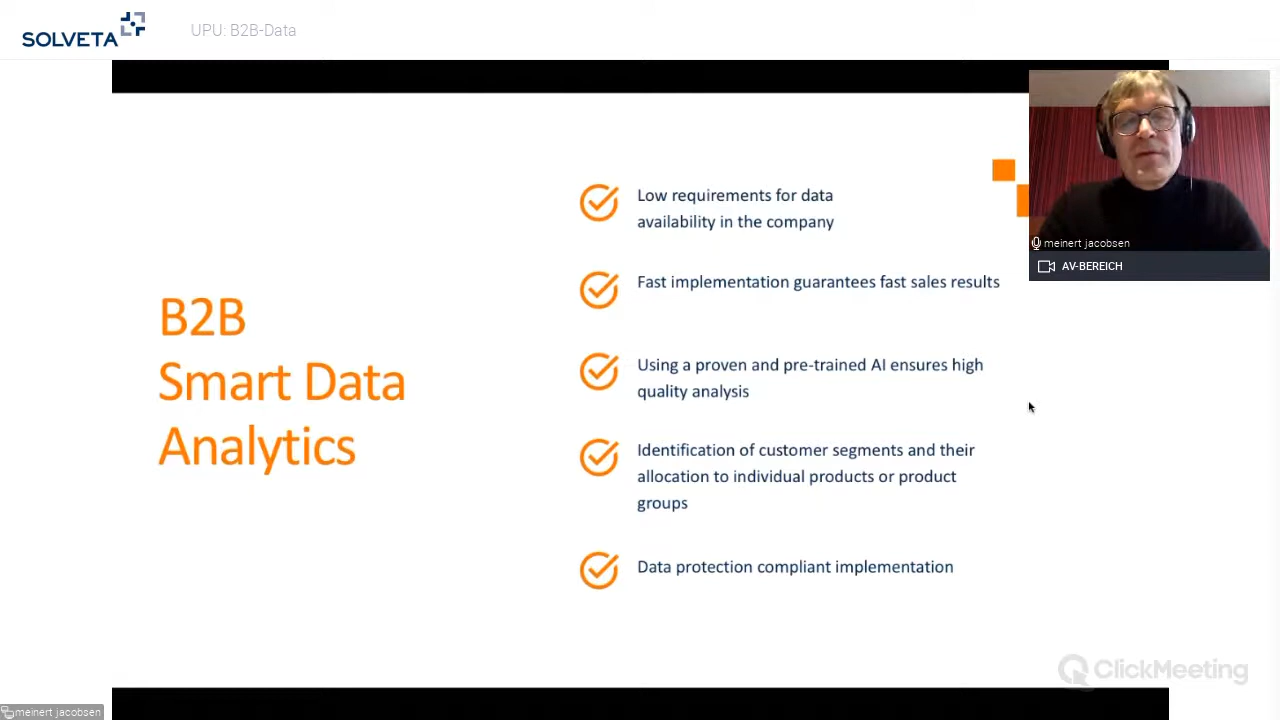 SOLVETA
UPU: B2B-Data
B2B
Smart Data
Analytics
Low requirements for data
availability in the company
Fast implementation guarantees fast sales results
Using a proven and pre-trained AI ensures high
quality analysis
Identification of customer segments and their
allocation to individual products or product
groups
Data protection compliant implementation
meinert jacobsen
AV-BEREICH
ClickMeeting
meinert jacobsen